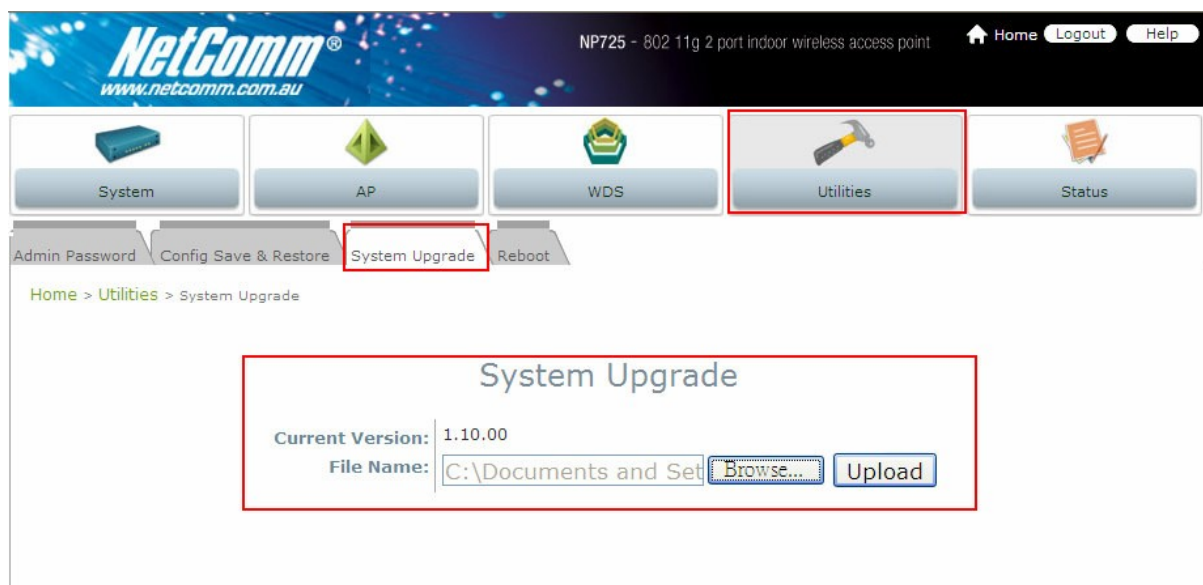 NetComm®
www.netcomm.com.au
NP725 - 802 11g 2 port indoor wireless access point
Home Logout Help
System AP WDS Utilities Status
Admin Password Config Save & Restore System Upgrade Reboot
Home > Utilities > System Upgrade
System Upgrade
Current Version: 1.10.00
File Name: C:\Documents and Set Browse... Upload